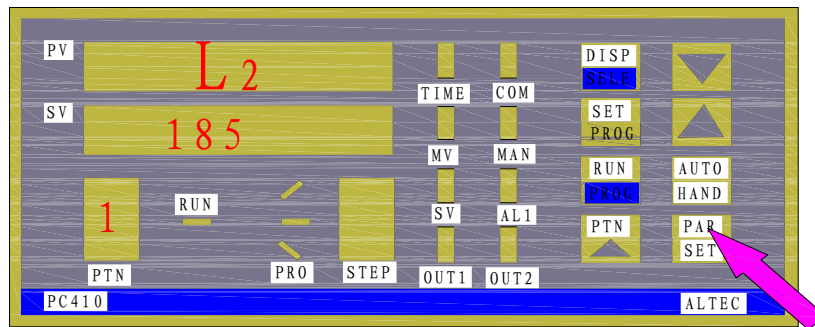 PV
L 2
DISP
SELE
TIME
COM
SV
185
SET
PROG
MV
MAN
RUN
PROG
AUTO
HAND
1
RUN
SV
AL1
PTN
PAR
SET
PTN
PRO
STEP
OUT1
OUT2
PC410
ALTEC